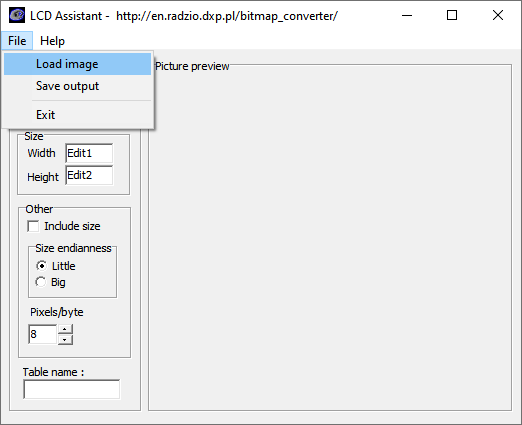 LCD Assistant - http://en.radzio.dxp.pl/bitmap_converter/
File Help
Load image
Save output
Exit
Picture preview
Size
Width Edit1
Height Edit2
Other
Include size
Size endianness
Little
Big
Pixels/byte
8
Table name :